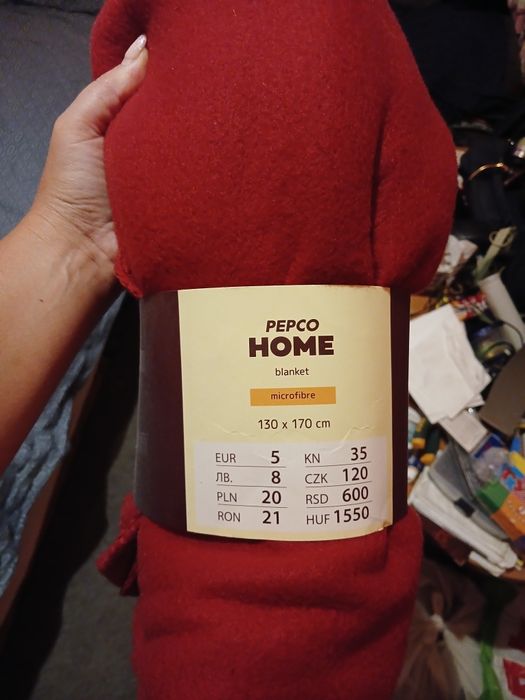 PEPCO
HOME
blanket
microfibre
130 x 170 cm
EUR 5 KN 35
ЛВ. 8 CZK 120
PLN 20 RSD 600
RON 21 HUF 1550